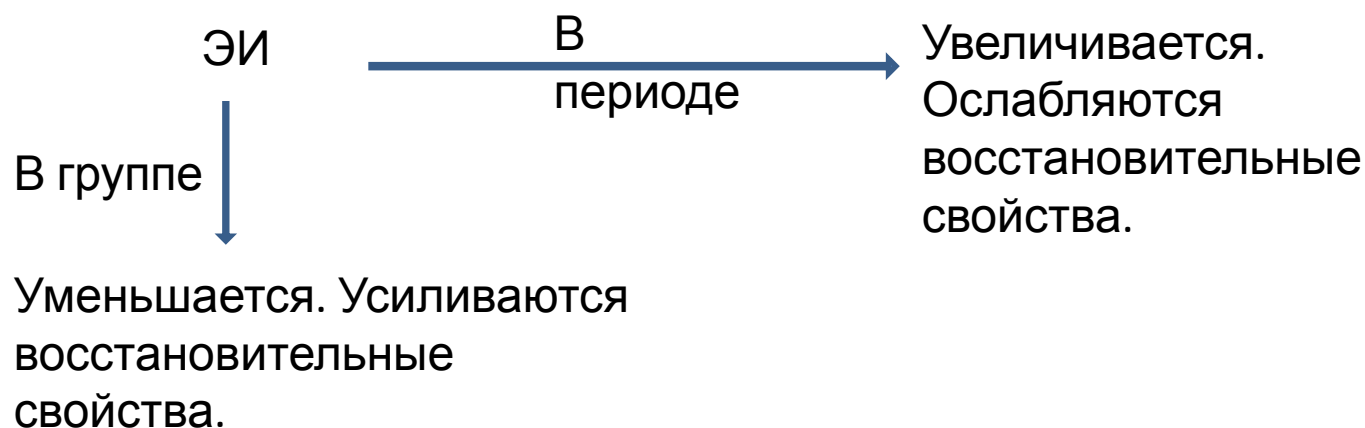 ЭИ
В
периоде
Увеличивается.
Ослабляются
восстановительные
свойства.
В группе
Уменьшается. Усиливаются
восстановительные
свойства.